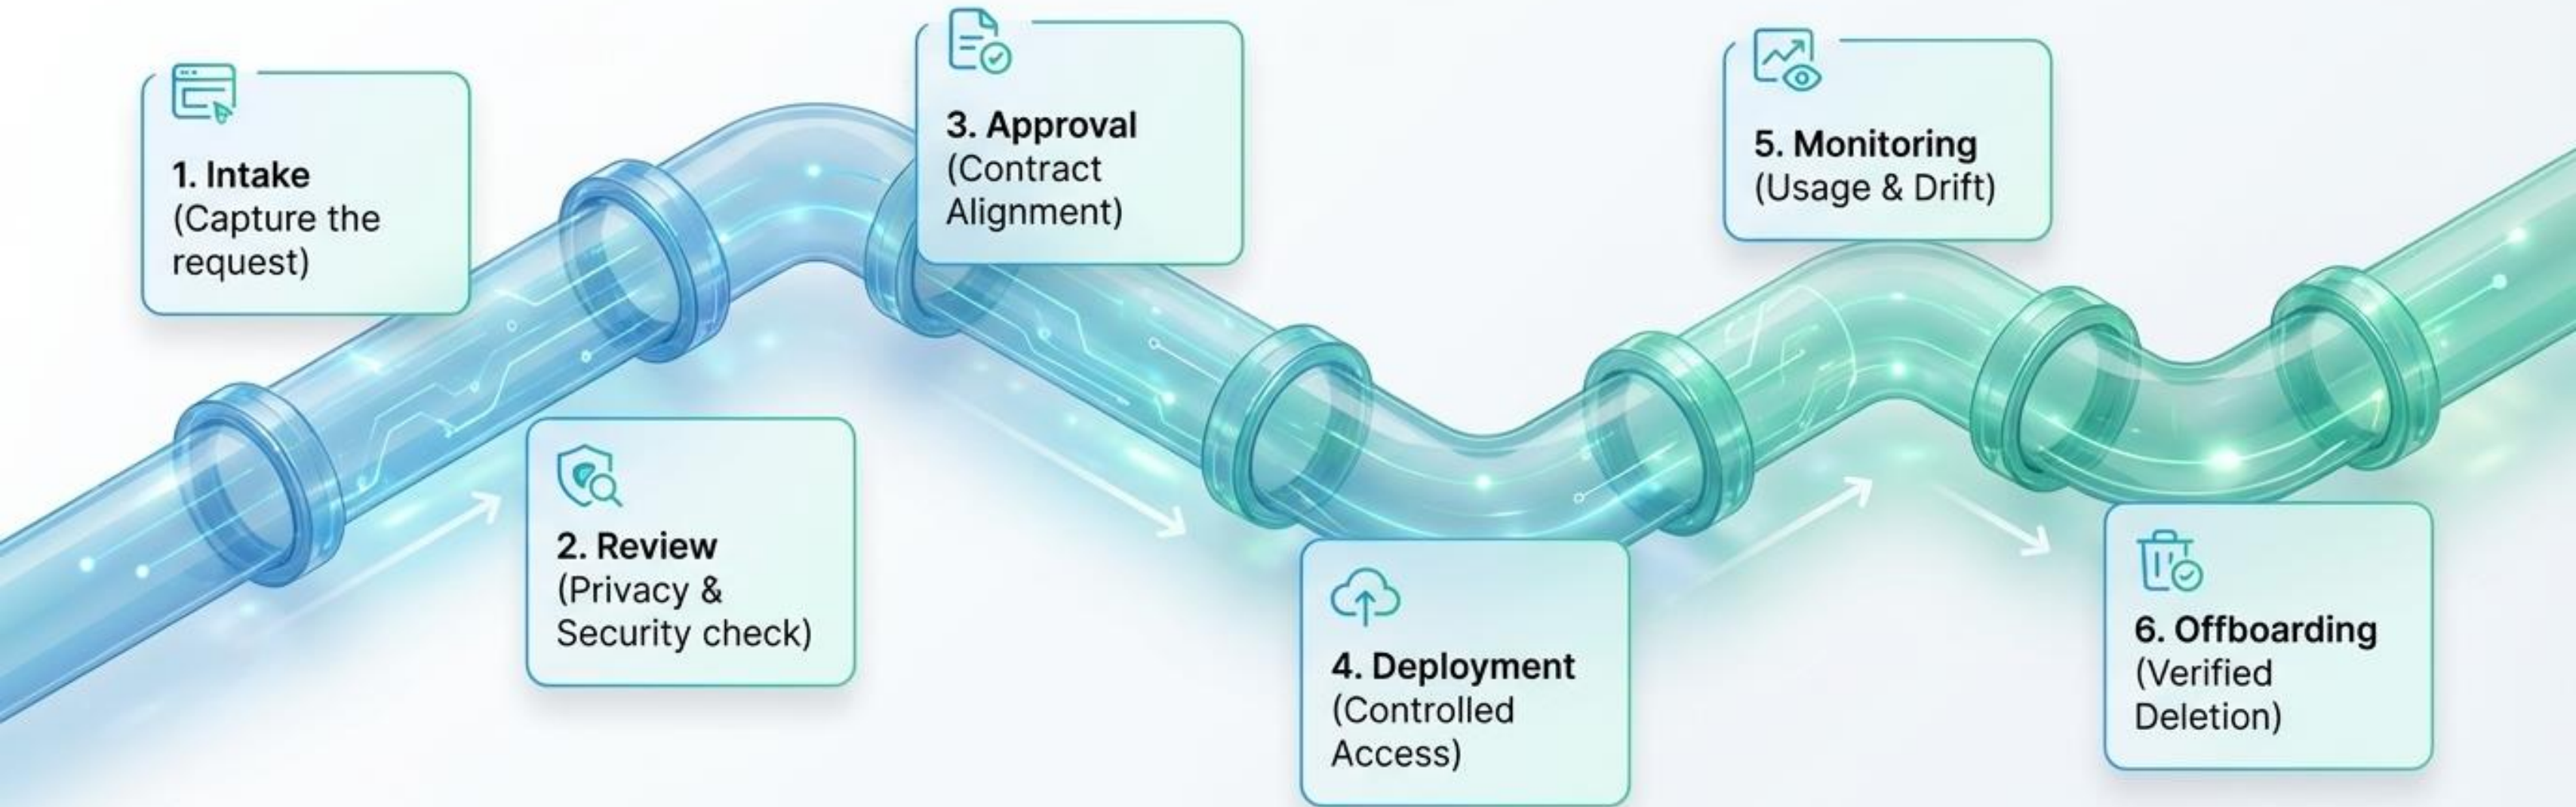 1. Intake
(Capture the
request)
2. Review
(Privacy &
Security check)
3. Approval
(Contract
Alignment)
4. Deployment
(Controlled
Access)
5. Monitoring
(Usage & Drift)
6. Offboarding
(Verified
Deletion)